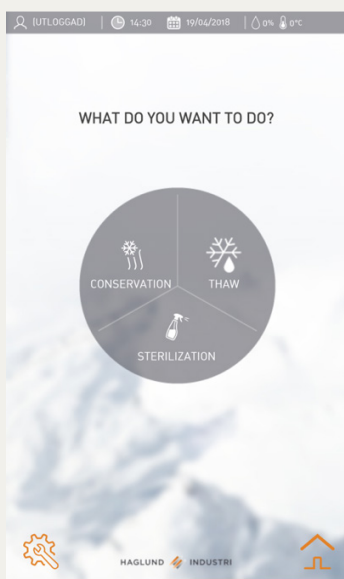 [UTLOGGAD] 14:30 19/04/2018 0% 0°C
WHAT DO YOU WANT TO DO?
CONSERVATION
THAW
STERILIZATION
HAGLUND INDUSTRI